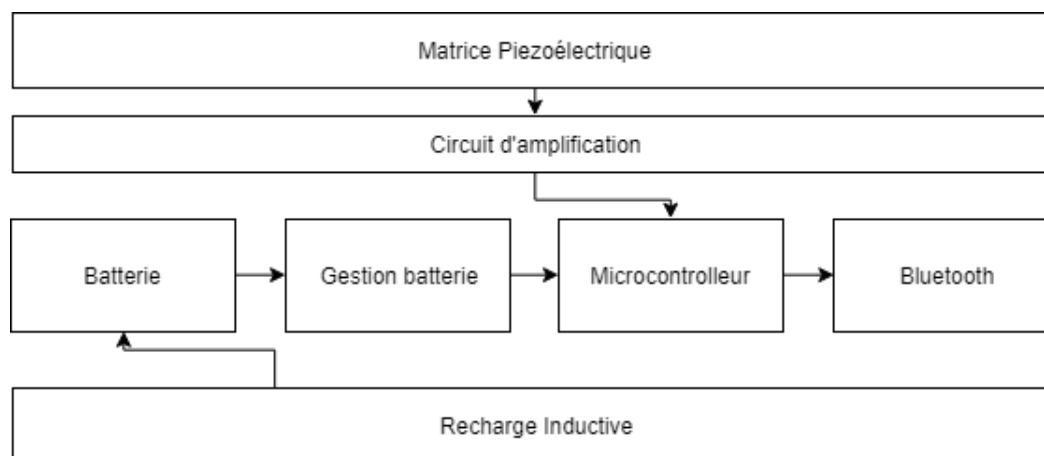 Matrice Piezoélectrique
Circuit d'amplification
Batterie
Gestion batterie
Microcontrolleur
Bluetooth
Recharge Inductive